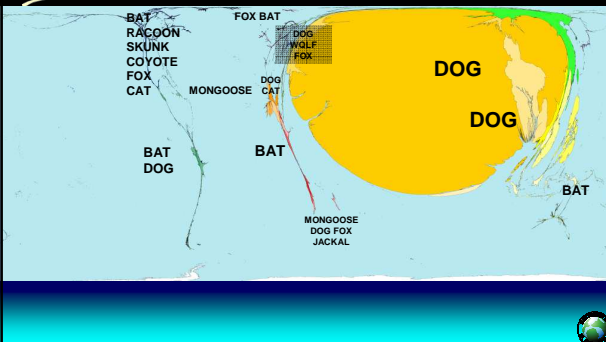 BAT
RACOON
SKUNK
COYOTE
FOX
CAT
FOX BAT
DOG
WQLF
FOX
MONGOOSE
DOG
CAT
DOG
DOG
BAT
DOG
BAT
BAT
MONGOOSE
DOG FOX
JACKAL